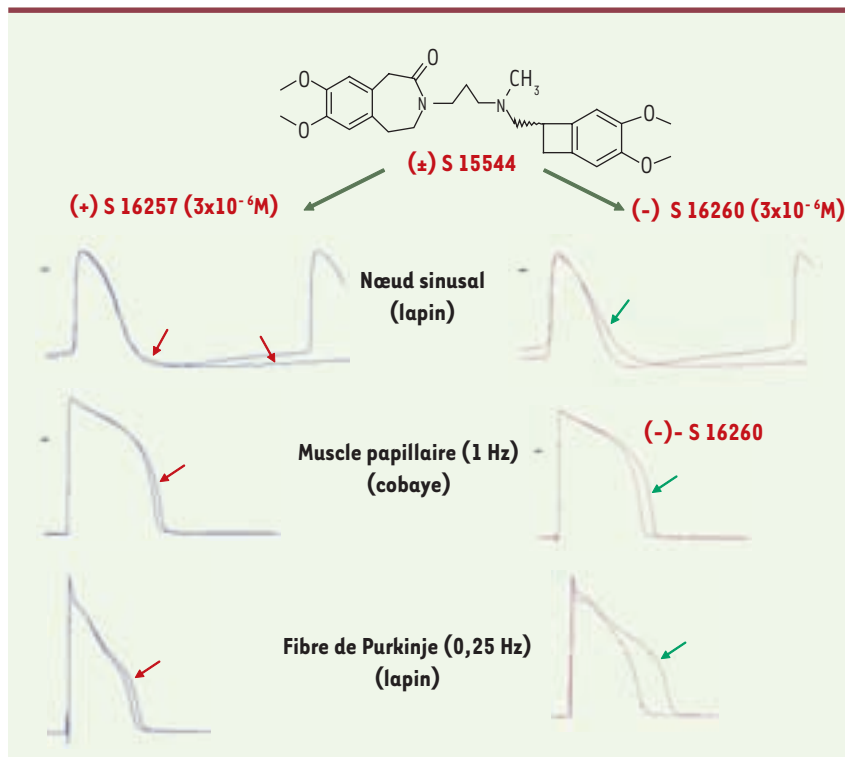 O
O
O
N
N
CH₃
O
O
(±) S 15544
(+) S 16257 (3x10⁻⁶M)
(-) S 16260 (3x10⁻⁶M)
Nœud sinusal
(lapin)
Muscle papillaire (1 Hz)
(cobaye)
(-)- S 16260
Fibre de Purkinje (0,25 Hz)
(lapin)